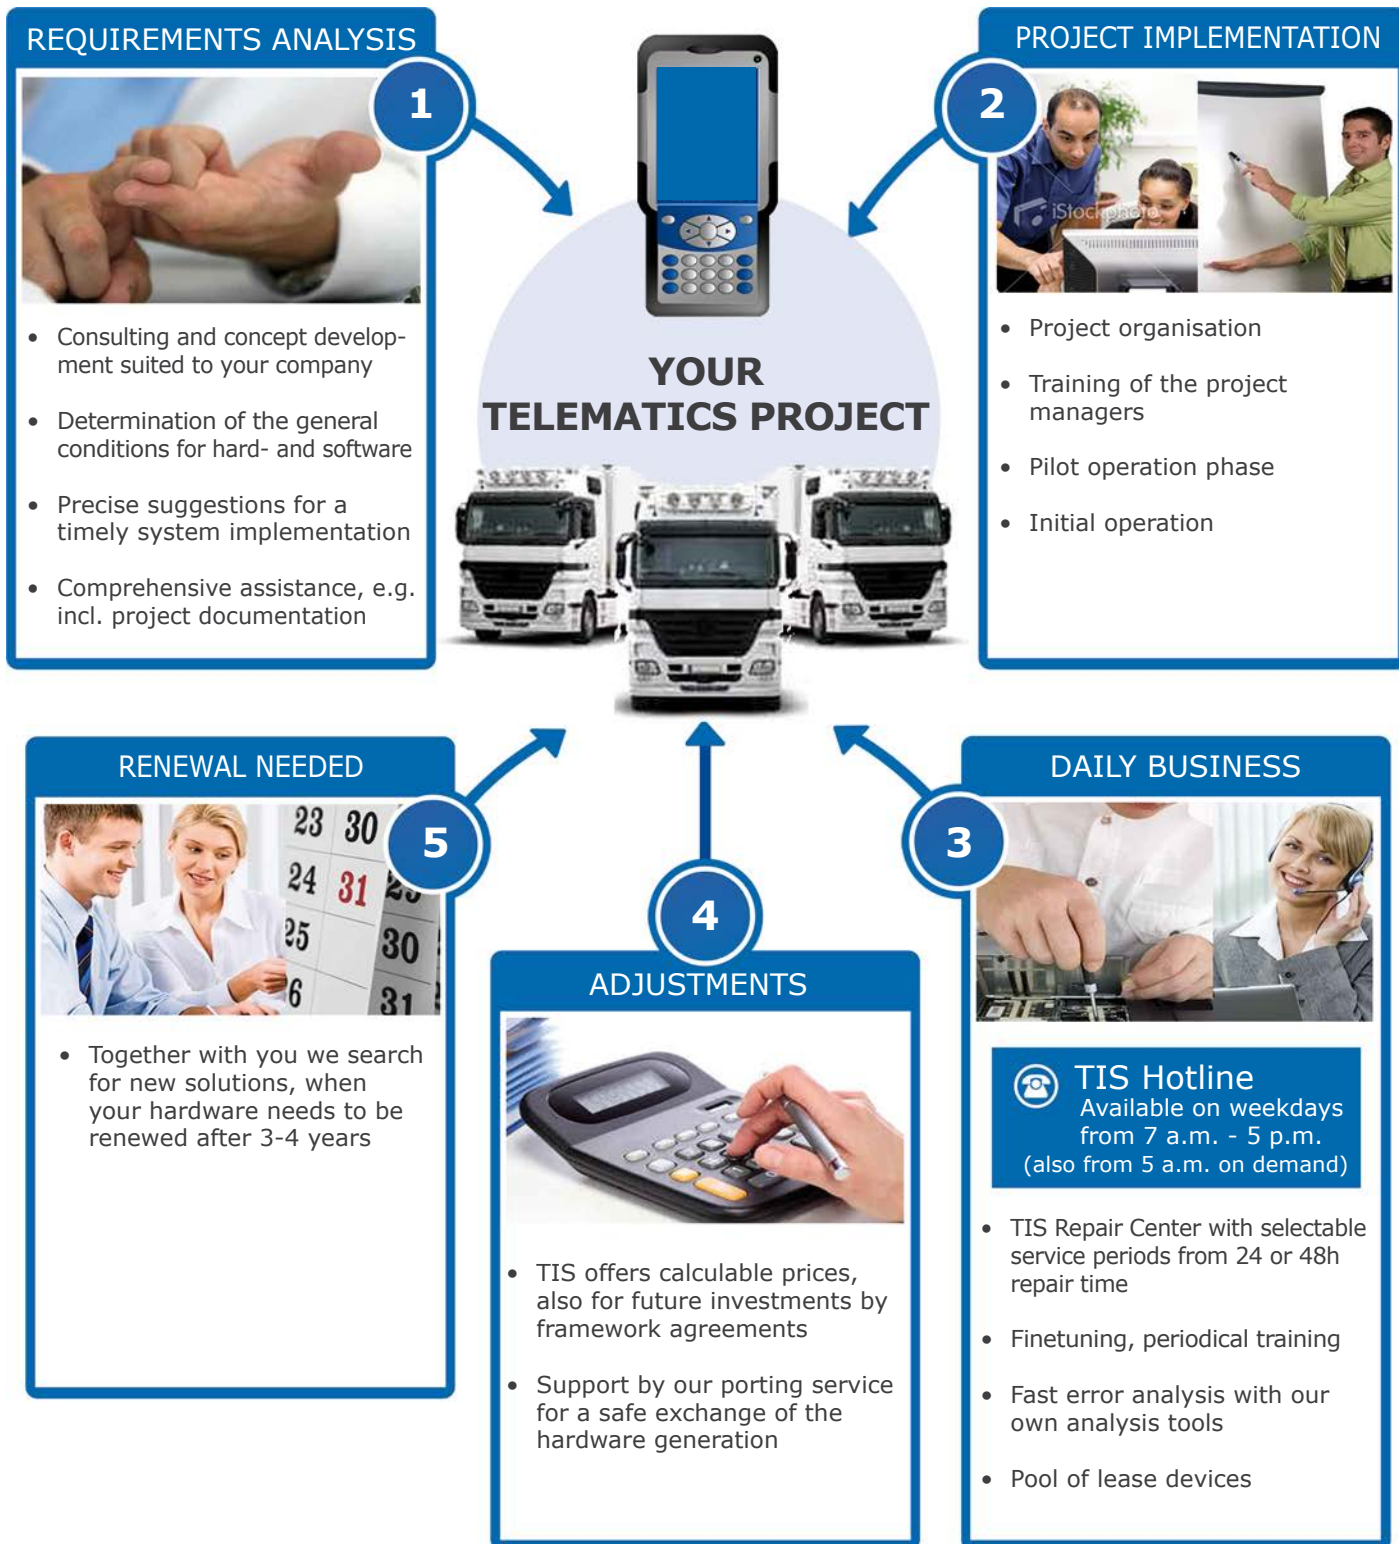 REQUIREMENTS ANALYSIS
1
• Consulting and concept develop-
ment suited to your company
• Determination of the general
conditions for hard- and software
• Precise suggestions for a
timely system implementation
• Comprehensive assistance, e.g.
incl. project documentation
YOUR
TELEMATICS PROJECT
PROJECT IMPLEMENTATION
2
iStockphoto
• Project organisation
• Training of the project
managers
• Pilot operation phase
• Initial operation
DAILY BUSINESS
3
TIS Hotline
Available on weekdays
from 7 a.m. - 5 p.m.
(also from 5 a.m. on demand)
• TIS Repair Center with selectable
service periods from 24 or 48h
repair time
• Finetuning, periodical training
• Fast error analysis with our
own analysis tools
• Pool of lease devices
4
ADJUSTMENTS
• TIS offers calculable prices,
also for future investments by
framework agreements
• Support by our porting service
for a safe exchange of the
hardware generation
RENEWAL NEEDED
5
23 30
24 31
25 30
6 31
• Together with you we search
for new solutions, when
your hardware needs to be
renewed after 3-4 years